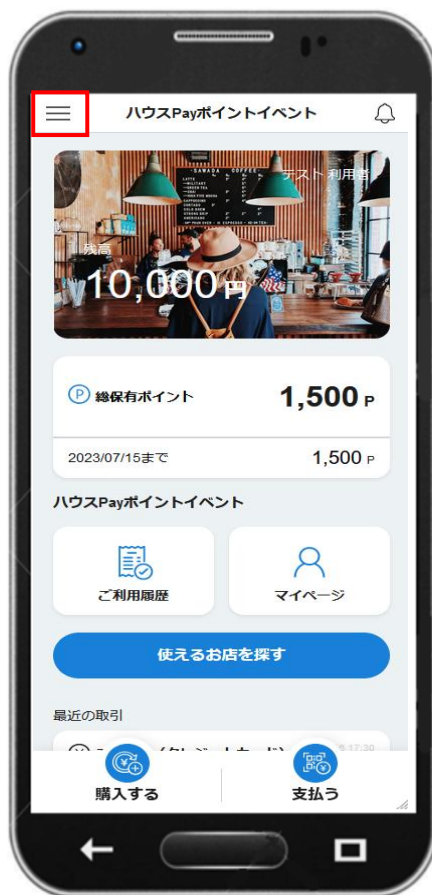 ハウスPayポイントイベント
SAWADA COFFEE
テスト 利用者
残高
10,000円
P 総保有ポイント 1,500 P
2023/07/15まで 1,500 P
ハウスPayポイントイベント
ご利用履歴 マイページ
使えるお店を探す
最近の取引
17:30
購入する 支払う